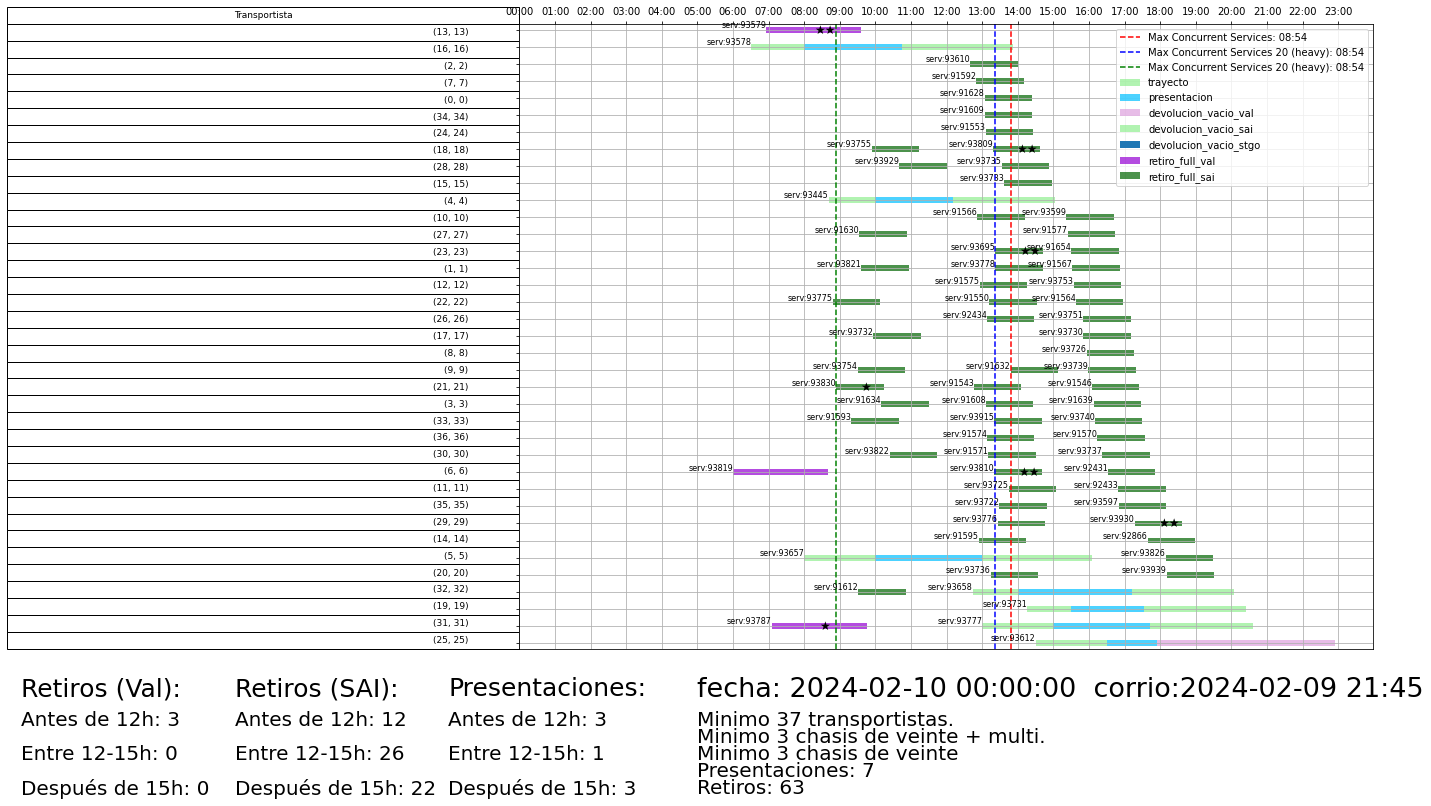 Transportista
00:00 01:00 02:00 03:00 04:00 05:00 06:00 07:00 08:00 09:00 10:00 11:00 12:00 13:00 14:00 15:00 16:00 17:00 18:00 19:00 20:00 21:00 22:00 23:00
(13, 13) serv:93579
(16, 16) serv:93578
(2, 2) serv:93610
(7, 7) serv:91592
(0, 0) serv:91628
(34, 34) serv:91609
(24, 24) serv:91553
(18, 18) serv:93755 serv:93809
(28, 28) serv:93929 serv:93735
(15, 15) serv:93783
(4, 4) serv:93445
(10, 10) serv:91566 serv:93599
(27, 27) serv:91630 serv:91577
(23, 23) serv:93695 serv:91654
(1, 1) serv:93821 serv:93778 serv:91567
(12, 12) serv:91575 serv:93753
(22, 22) serv:93775 serv:91550 serv:91564
(26, 26) serv:92434 serv:93751
(17, 17) serv:93732 serv:93730
(8, 8) serv:93726
(9, 9) serv:93754 serv:91632 serv:93739
(21, 21) serv:93830 serv:91543 serv:91546
(3, 3) serv:91634 serv:91608 serv:91639
(33, 33) serv:91593 serv:93915 serv:93740
(36, 36) serv:91574 serv:91570
(30, 30) serv:93822 serv:91571 serv:93737
(6, 6) serv:93819 serv:93810 serv:92431
(11, 11) serv:93725 serv:92433
(35, 35) serv:93722 serv:93597
(29, 29) serv:93776 serv:93930
(14, 14) serv:91595 serv:92866
(5, 5) serv:93657 serv:93826
(20, 20) serv:93736 serv:93939
(32, 32) serv:91612 serv:93658
(19, 19) serv:93731
(31, 31) serv:93787 serv:93777
(25, 25) serv:93612
Max Concurrent Services: 08:54
Max Concurrent Services 20 (heavy): 08:54
Max Concurrent Services 20 (heavy): 08:54
trayecto
presentacion
devolucion_vacio_val
devolucion_vacio_sai
devolucion_vacio_stgo
retiro_full_val
retiro_full_sai
Retiros (Val):
Antes de 12h: 3
Entre 12-15h: 0
Después de 15h: 0
Retiros (SAI):
Antes de 12h: 12
Entre 12-15h: 26
Después de 15h: 22
Presentaciones:
Antes de 12h: 3
Entre 12-15h: 1
Después de 15h: 3
fecha: 2024-02-10 00:00:00 corrio:2024-02-09 21:45
Minimo 37 transportistas.
Minimo 3 chasis de veinte + multi.
Minimo 3 chasis de veinte
Presentaciones: 7
Retiros: 63